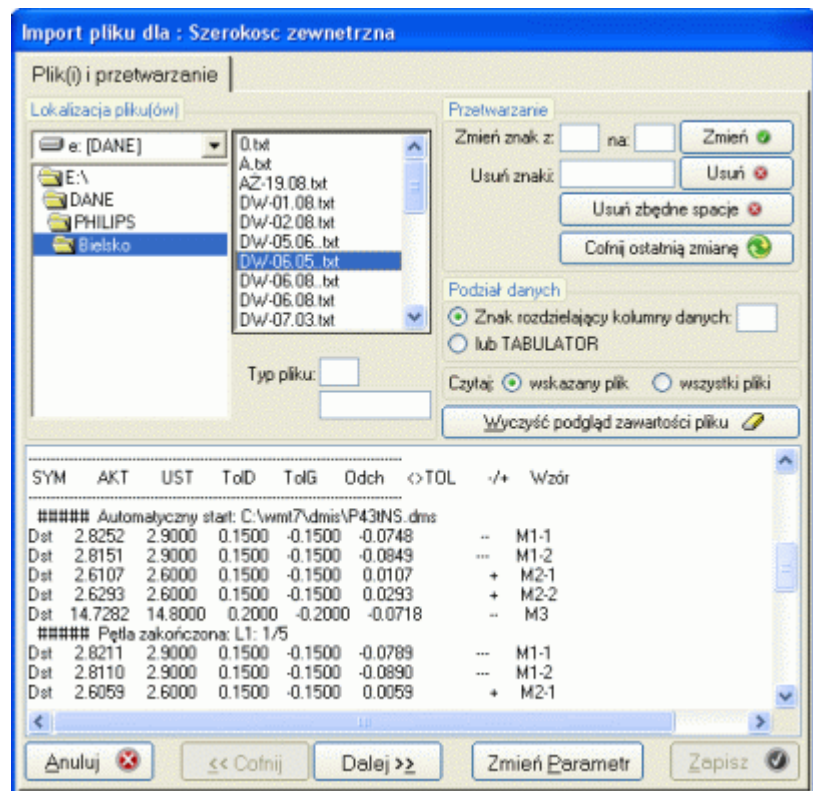 Import pliku dla : Szerokosc zewnetrzna
Plik(i) i przetwarzanie
Lokalizacja pliku(ów)
e: [DANE]
E:\
DANE
PHILIPS
Bielsko
0.txt
A.txt
AZ-19.08.txt
DW-01.08.txt
DW-02.08.txt
DW-05.06..txt
DW-06.05..txt
DW-06.08..txt
DW-06.08.txt
DW-07.03.txt
Typ pliku:
Przetwarzanie
Zmień znak z: na: Zmień
Usuń znaki: Usuń
Usuń zbędne spacje
Cofnij ostatnią zmianę
Podział danych
Znak rozdzielający kolumny danych:
lub TABULATOR
Czytaj: wskazany plik wszystki pliki
Wyczyść podgląd zawartości pliku
SYM AKT UST TolD TolG Odch <>TOL -/+ Wzór
##### Automatyczny start: C:\wmt7\dmis\P43tNS.dms
Dst 2.8252 2.9000 0.1500 -0.1500 -0.0748 -- M1-1
Dst 2.8151 2.9000 0.1500 -0.1500 -0.0849 --- M1-2
Dst 2.6107 2.6000 0.1500 -0.1500 0.0107 + M2-1
Dst 2.6293 2.6000 0.1500 -0.1500 0.0293 + M2-2
Dst 14.7282 14.8000 0.2000 -0.2000 -0.0718 -- M3
##### Pętla zakończona: L1: 1/5
Dst 2.8211 2.9000 0.1500 -0.1500 -0.0789 --- M1-1
Dst 2.8110 2.9000 0.1500 -0.1500 -0.0890 --- M1-2
Dst 2.6059 2.6000 0.1500 -0.1500 0.0059 + M2-1
Anuluj << Cofnij Dalej >> Zmień Parametr Zapisz